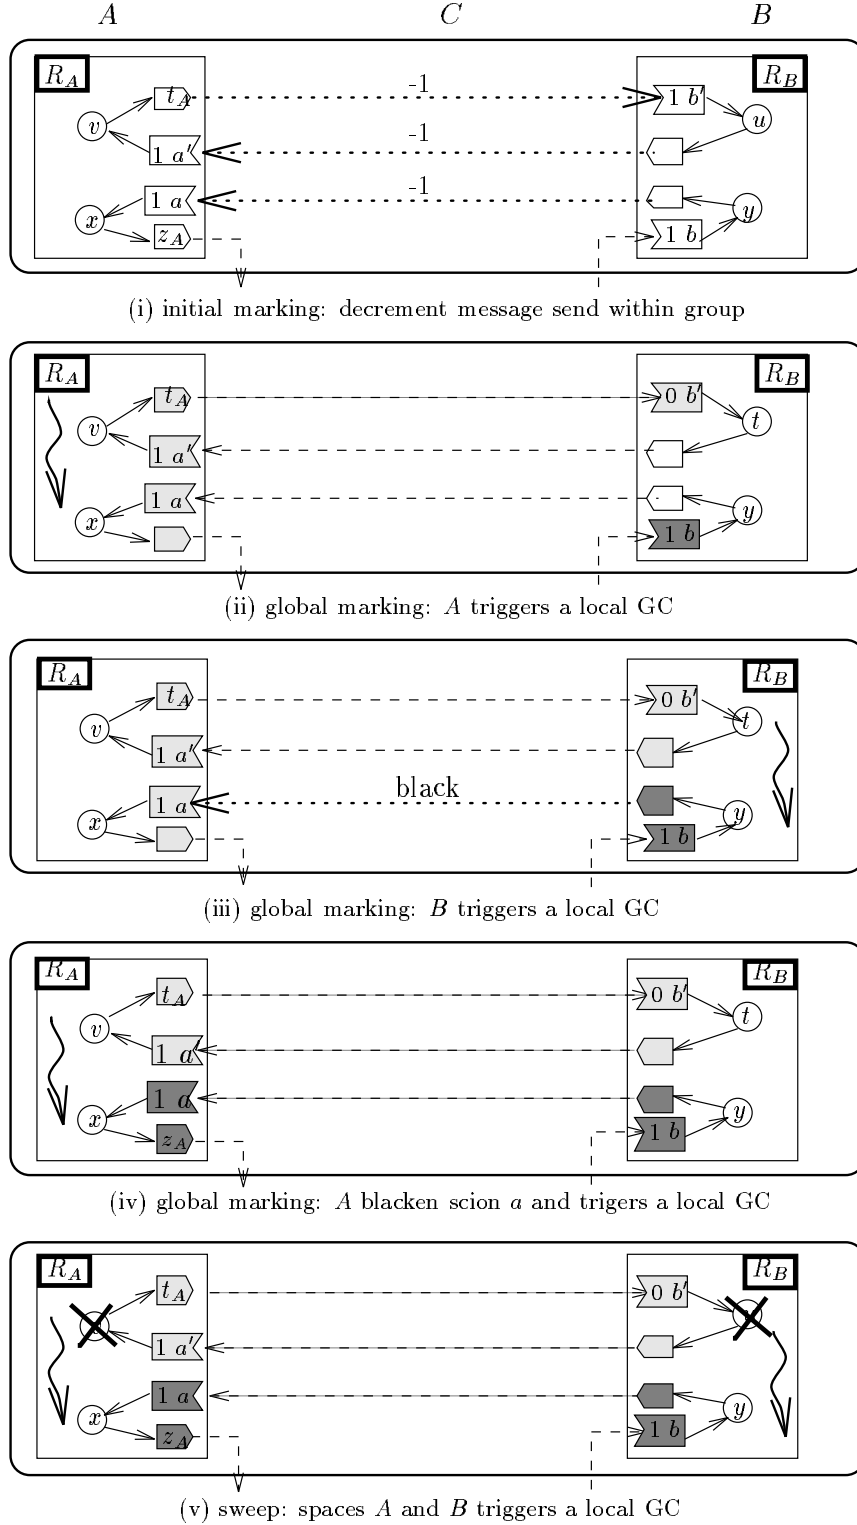 A C B
R_A R_B
t_A -1 1 b'
v u
1 a' -1
1 a -1
x y
z_A 1 b
(i) initial marking: decrement message send within group
R_A R_B
t_A 0 b'
v t
1 a'
1 a
x y
1 b
(ii) global marking: A triggers a local GC
R_A R_B
t_A 0 b'
v t
1 a'
black
1 a
x y
1 b
(iii) global marking: B triggers a local GC
R_A R_B
t_A 0 b'
v t
1 a'
1 a
x y
z_A 1 b
(iv) global marking: A blacken scion a and trigers a local GC
R_A R_B
t_A 0 b'
1 a'
1 a
x y
z_A 1 b
(v) sweep: spaces A and B triggers a local GC